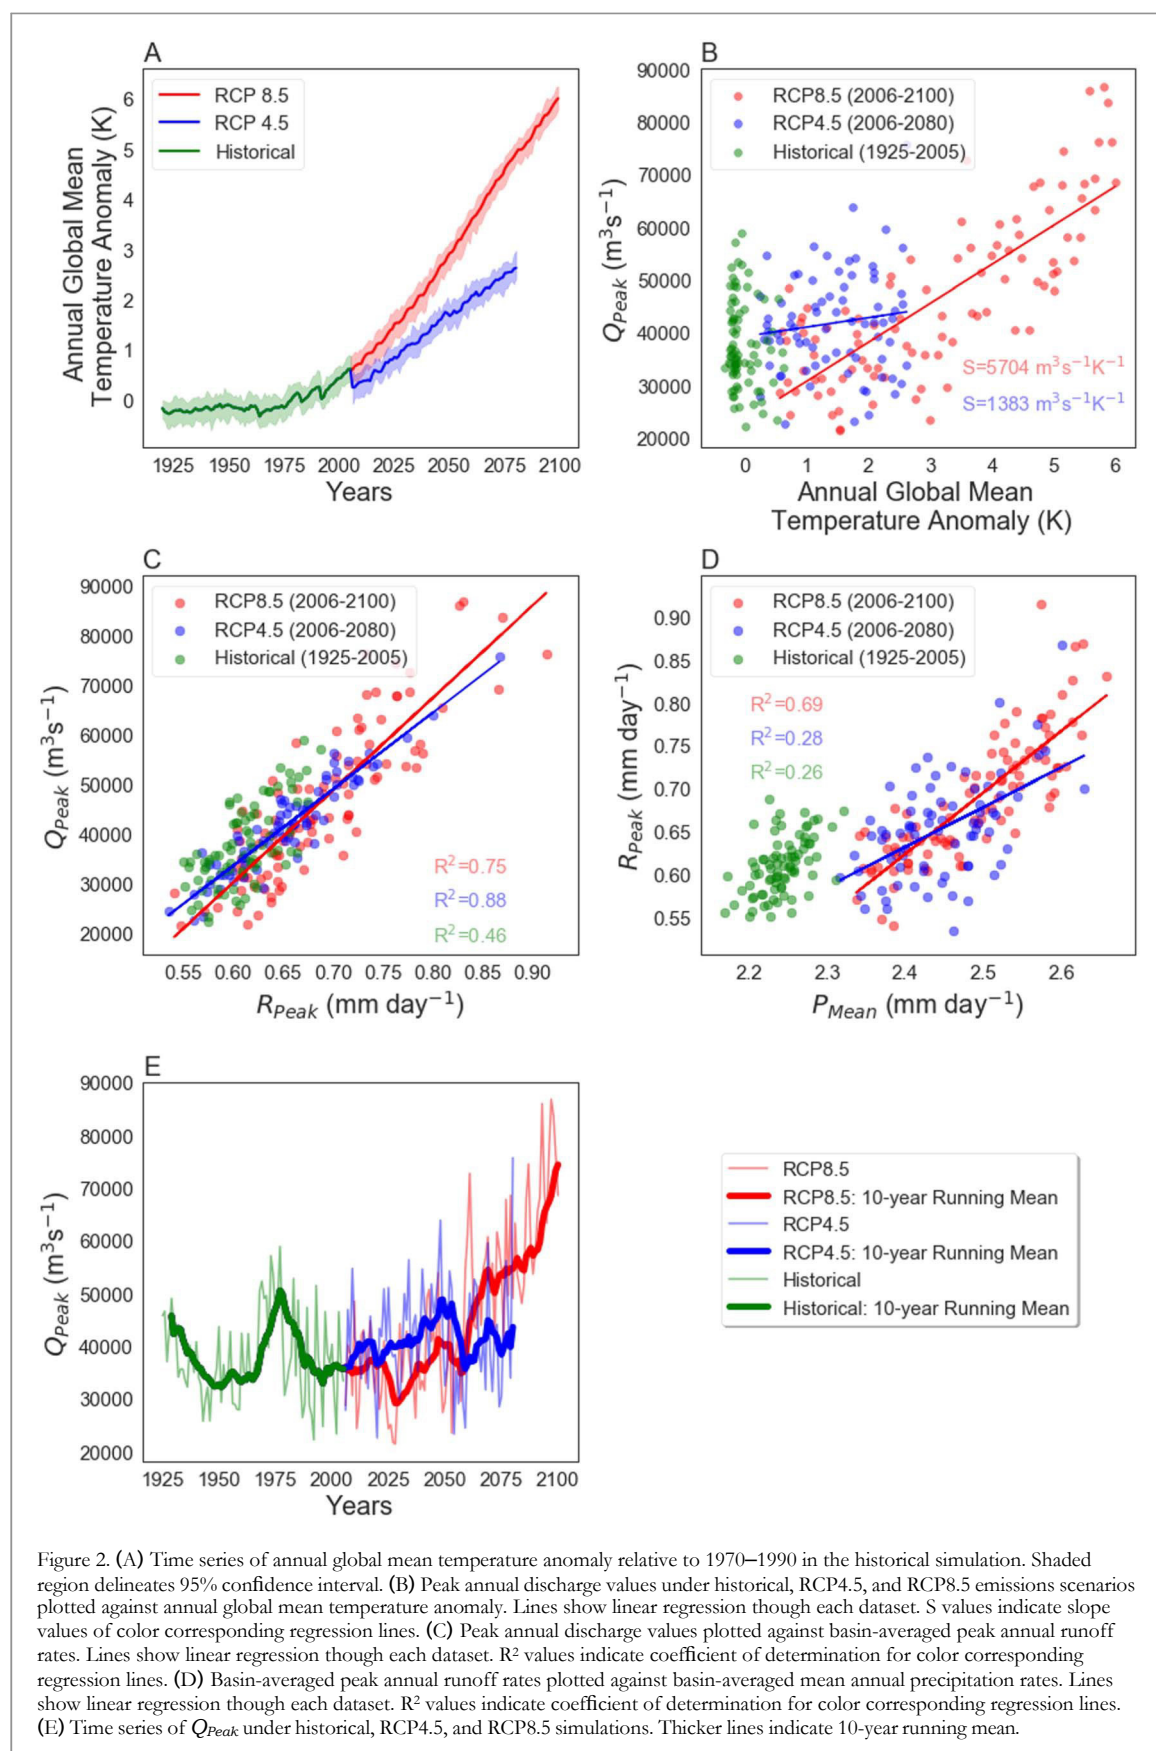 A
Annual Global Mean
Temperature Anomaly (K)
6
5
4
3
2
1
0
RCP 8.5
RCP 4.5
Historical
1925 1950 1975 2000 2025 2050 2075 2100
Years
B
Q_Peak (m³s⁻¹)
90000
80000
70000
60000
50000
40000
30000
20000
RCP8.5 (2006-2100)
RCP4.5 (2006-2080)
Historical (1925-2005)
S=5704 m³s⁻¹K⁻¹
S=1383 m³s⁻¹K⁻¹
0 1 2 3 4 5 6
Annual Global Mean
Temperature Anomaly (K)
C
Q_Peak (m³s⁻¹)
90000
80000
70000
60000
50000
40000
30000
20000
RCP8.5 (2006-2100)
RCP4.5 (2006-2080)
Historical (1925-2005)
R²=0.75
R²=0.88
R²=0.46
0.55 0.60 0.65 0.70 0.75 0.80 0.85 0.90
R_Peak (mm day⁻¹)
D
R_Peak (mm day⁻¹)
0.90
0.85
0.80
0.75
0.70
0.65
0.60
0.55
RCP8.5 (2006-2100)
RCP4.5 (2006-2080)
Historical (1925-2005)
R²=0.69
R²=0.28
R²=0.26
2.2 2.3 2.4 2.5 2.6
P_Mean (mm day⁻¹)
E
Q_Peak (m³s⁻¹)
90000
80000
70000
60000
50000
40000
30000
20000
1925 1950 1975 2000 2025 2050 2075 2100
Years
RCP8.5
RCP8.5: 10-year Running Mean
RCP4.5
RCP4.5: 10-year Running Mean
Historical
Historical: 10-year Running Mean
Figure 2. (A) Time series of annual global mean temperature anomaly relative to 1970–1990 in the historical simulation. Shaded
region delineates 95% confidence interval. (B) Peak annual discharge values under historical, RCP4.5, and RCP8.5 emissions scenarios
plotted against annual global mean temperature anomaly. Lines show linear regression though each dataset. S values indicate slope
values of color corresponding regression lines. (C) Peak annual discharge values plotted against basin-averaged peak annual runoff
rates. Lines show linear regression though each dataset. R² values indicate coefficient of determination for color corresponding
regression lines. (D) Basin-averaged peak annual runoff rates plotted against basin-averaged mean annual precipitation rates. Lines
show linear regression though each dataset. R² values indicate coefficient of determination for color corresponding regression lines.
(E) Time series of Q_Peak under historical, RCP4.5, and RCP8.5 simulations. Thicker lines indicate 10-year running mean.